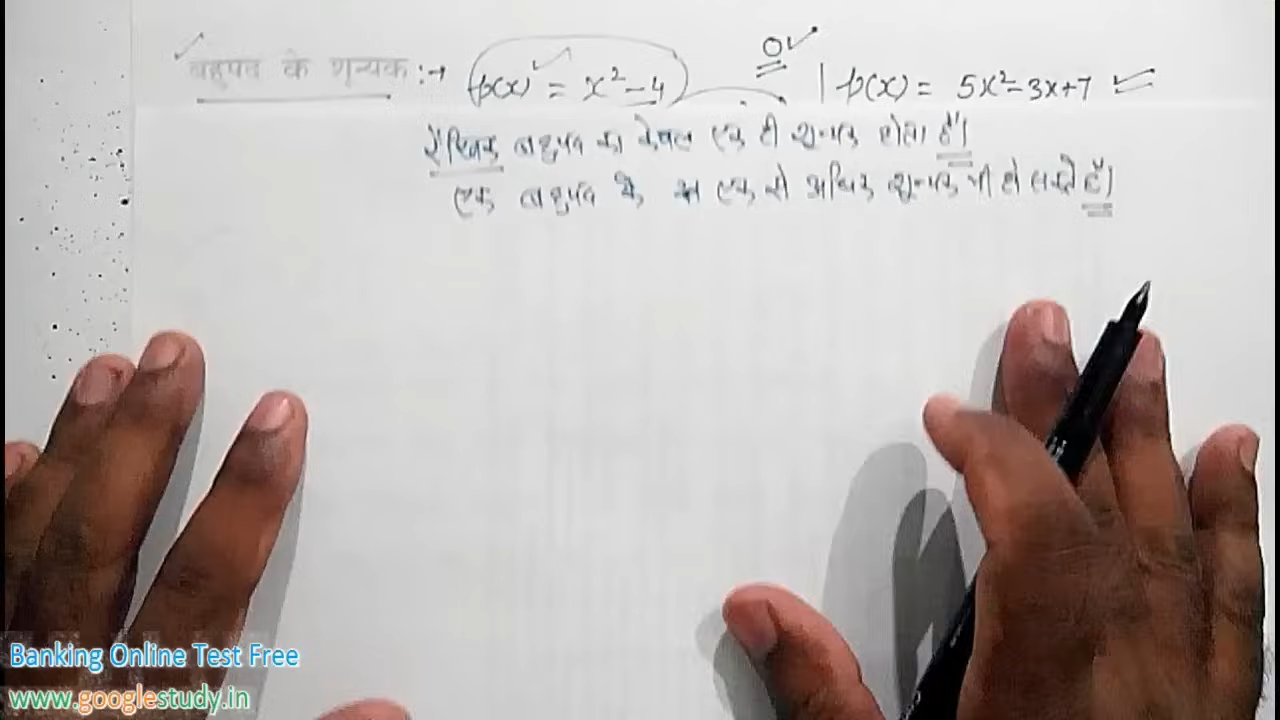 बहुपद के शून्यक :→ p(x) = x² – 4 0 | p(x) = 5x² – 3x + 7
रैखिक बहुपद का केवल एक ही शून्यक होता है।
एक बहुपद के एक से अधिक शून्यक भी हो सकते हैं।
Banking Online Test Free
www.googlestudy.in